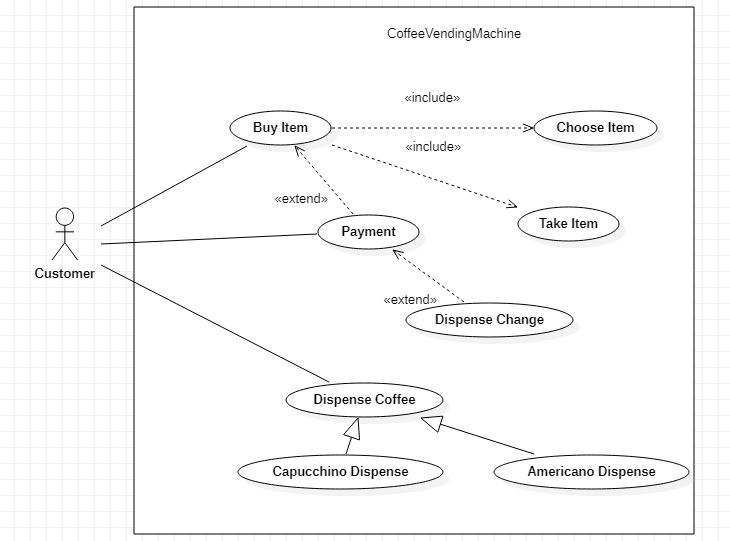 CoffeeVendingMachine
«include»
Buy Item
Choose Item
«include»
«extend»
Take Item
Payment
Customer
«extend»
Dispense Change
Dispense Coffee
Capucchino Dispense
Americano Dispense